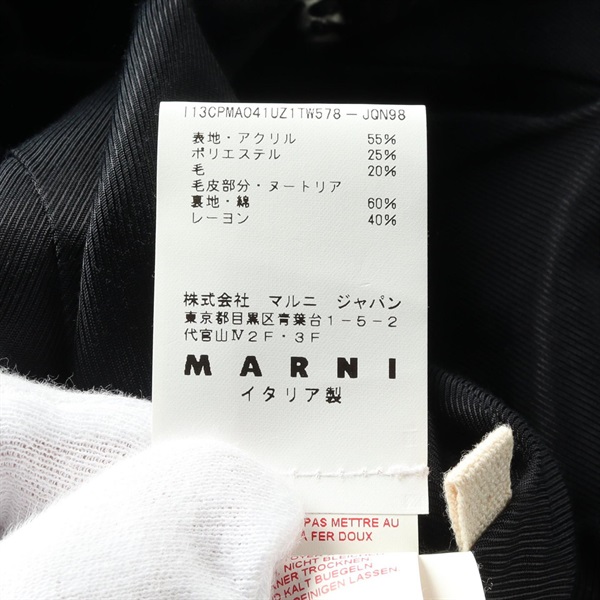 I13CPMA041UZ1TW578-JQN98
表地・アクリル 55%
ポリエステル 25%
毛 20%
毛皮部分・ヌートリア
裏地・綿 60%
レーヨン 40%
株式会社 マルニ ジャパン
東京都目黒区青葉台1-5-2
代官山Ⅳ2F・3F
MARNI
イタリア製
PAS METTRE AU
A FER DOUX
NICHT
TROCKNEN
KALT BUEGELN
REINIGEN LASSEN.